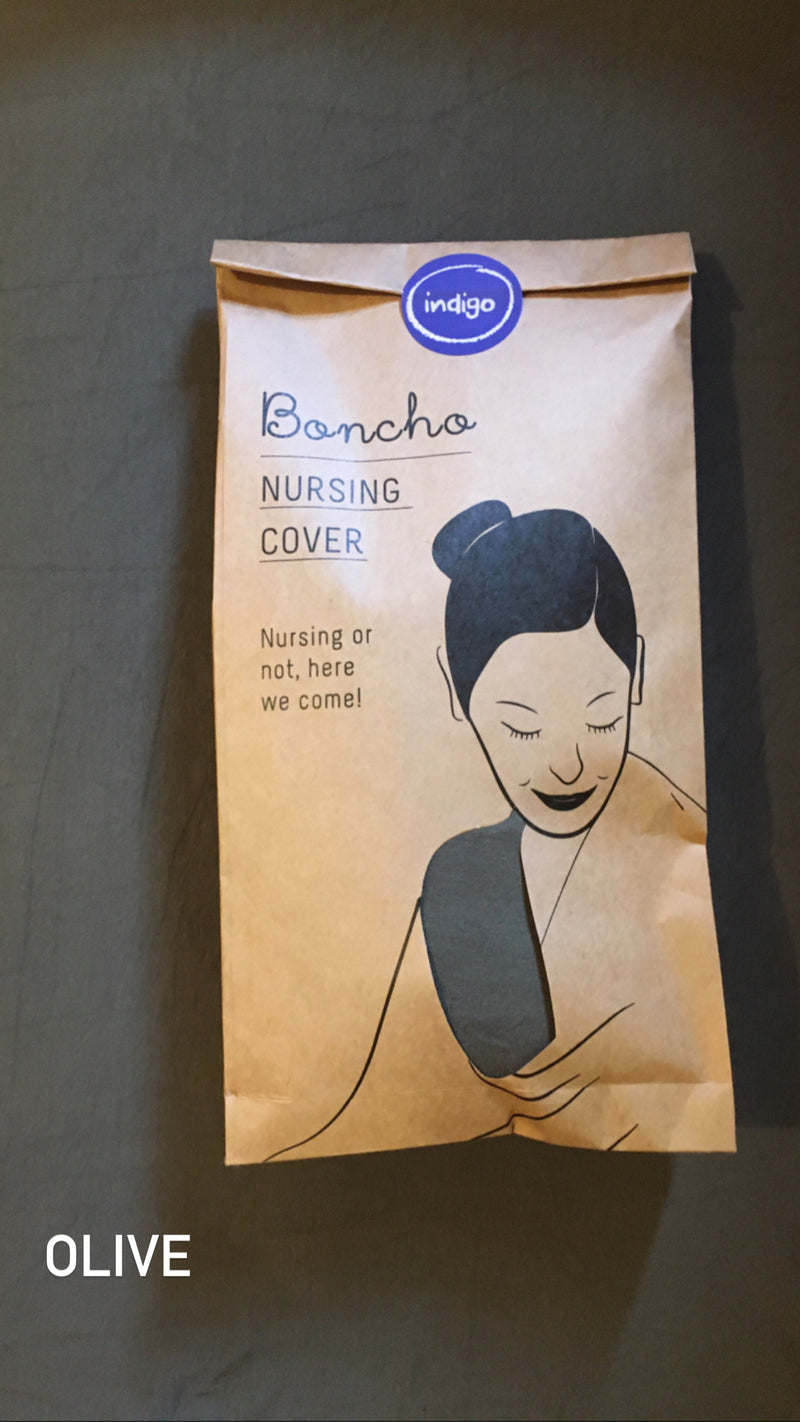 indigo
Boncho
NURSING
COVER
Nursing or
not, here
we come!
OLIVE